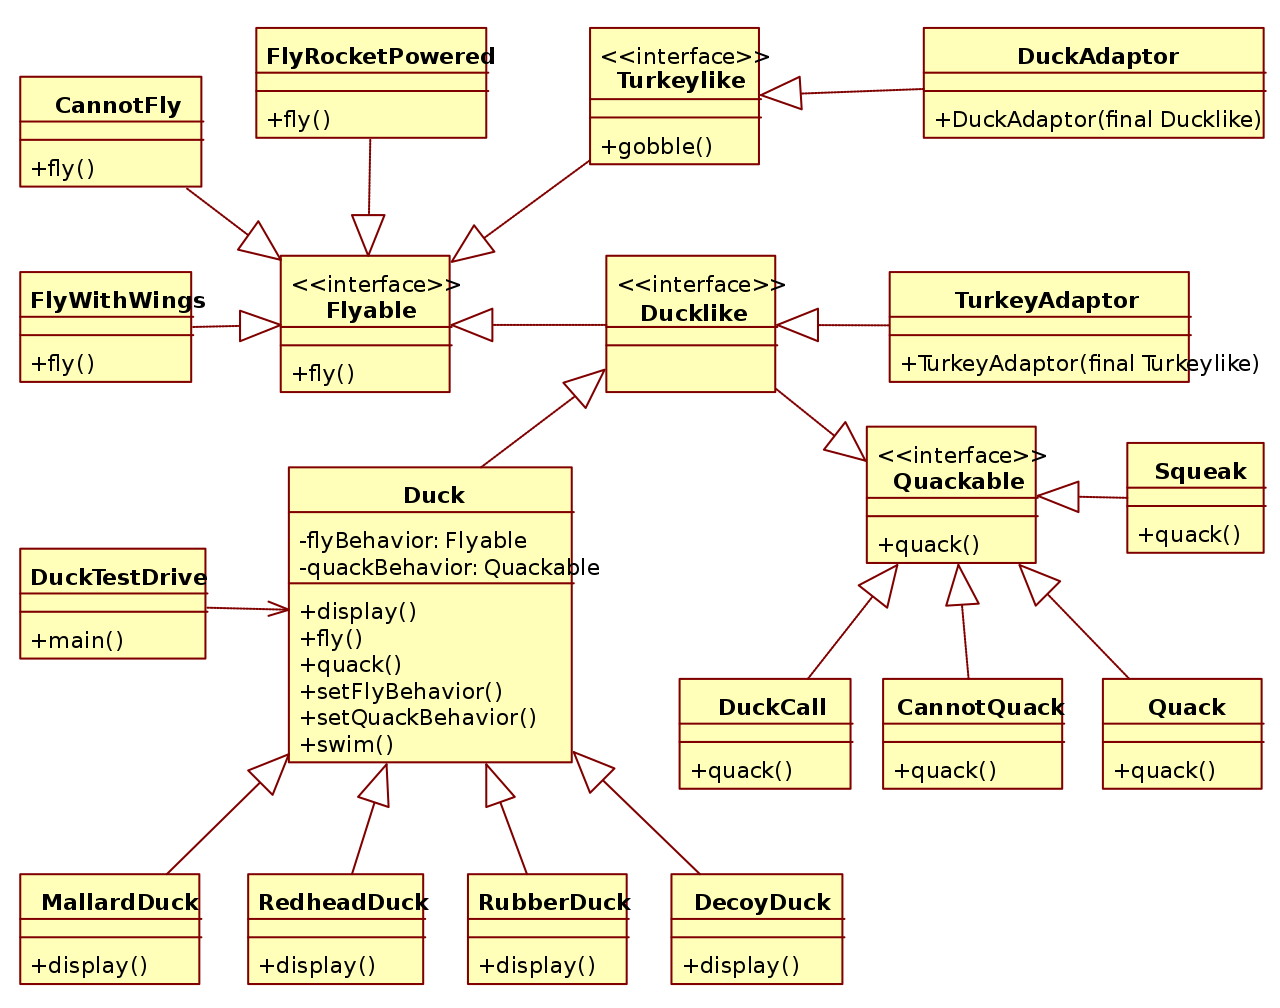 FlyRocketPowered
+fly()
<<interface>>
Turkeylike
+gobble()
DuckAdaptor
+DuckAdaptor(final Ducklike)
CannotFly
+fly()
FlyWithWings
+fly()
<<interface>>
Flyable
+fly()
<<interface>>
Ducklike
TurkeyAdaptor
+TurkeyAdaptor(final Turkeylike)
<<interface>>
Quackable
+quack()
Squeak
+quack()
Duck
-flyBehavior: Flyable
-quackBehavior: Quackable
+display()
+fly()
+quack()
+setFlyBehavior()
+setQuackBehavior()
+swim()
DuckTestDrive
+main()
DuckCall
+quack()
CannotQuack
+quack()
Quack
+quack()
MallardDuck
+display()
RedheadDuck
+display()
RubberDuck
+display()
DecoyDuck
+display()